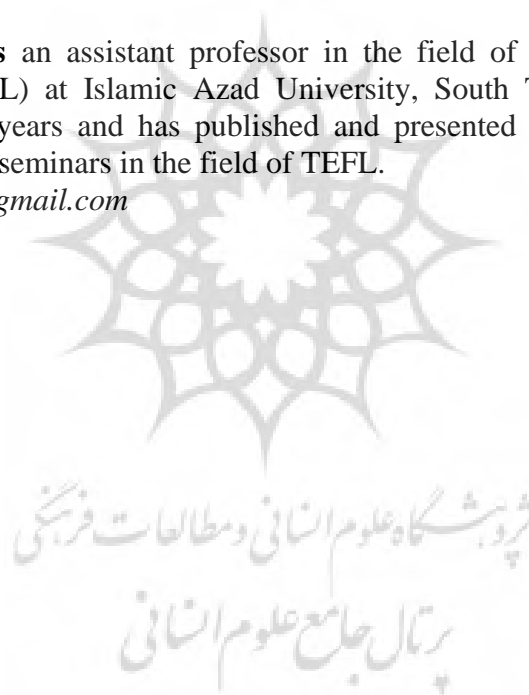 s an assistant professor in the field of
L) at Islamic Azad University, South T
years and has published and presented
seminars in the field of TEFL.
gmail.com
پژوهشگاه علوم انسانی و مطالعات فرهنگی
پرتال جامع علوم انسانی